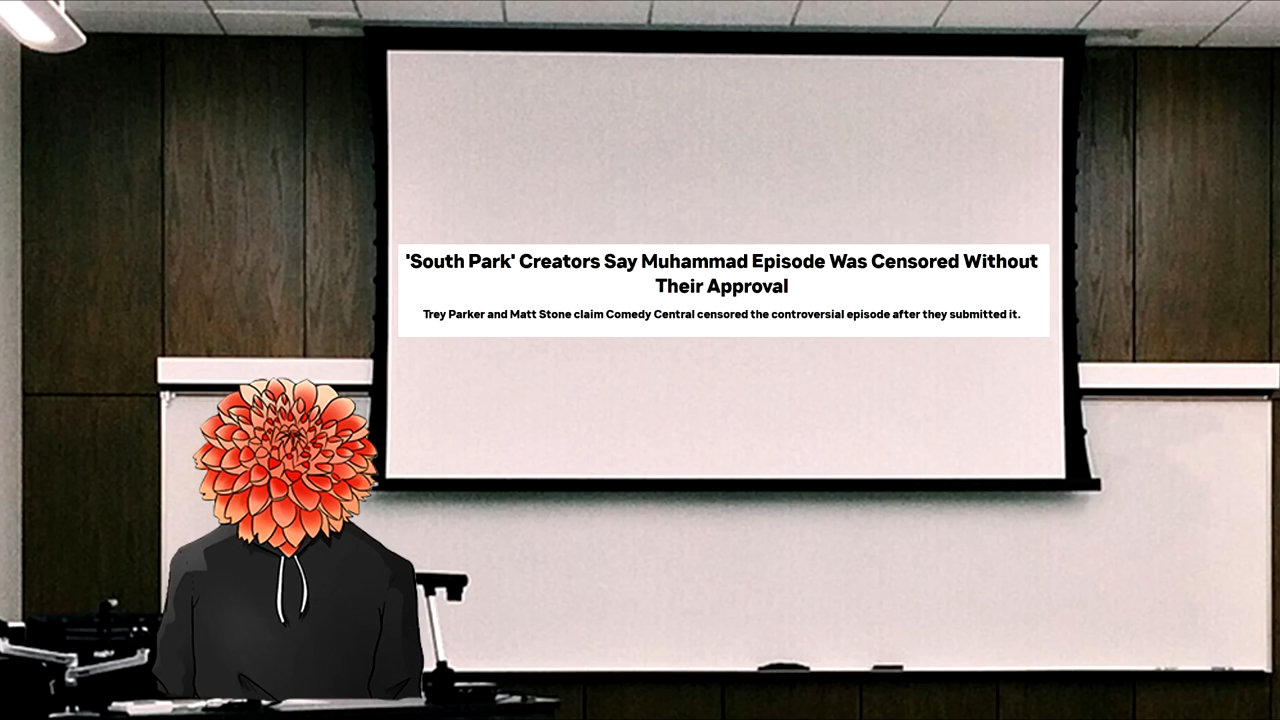 'South Park' Creators Say Muhammad Episode Was Censored Without
Their Approval
Trey Parker and Matt Stone claim Comedy Central censored the controversial episode after they submitted it.